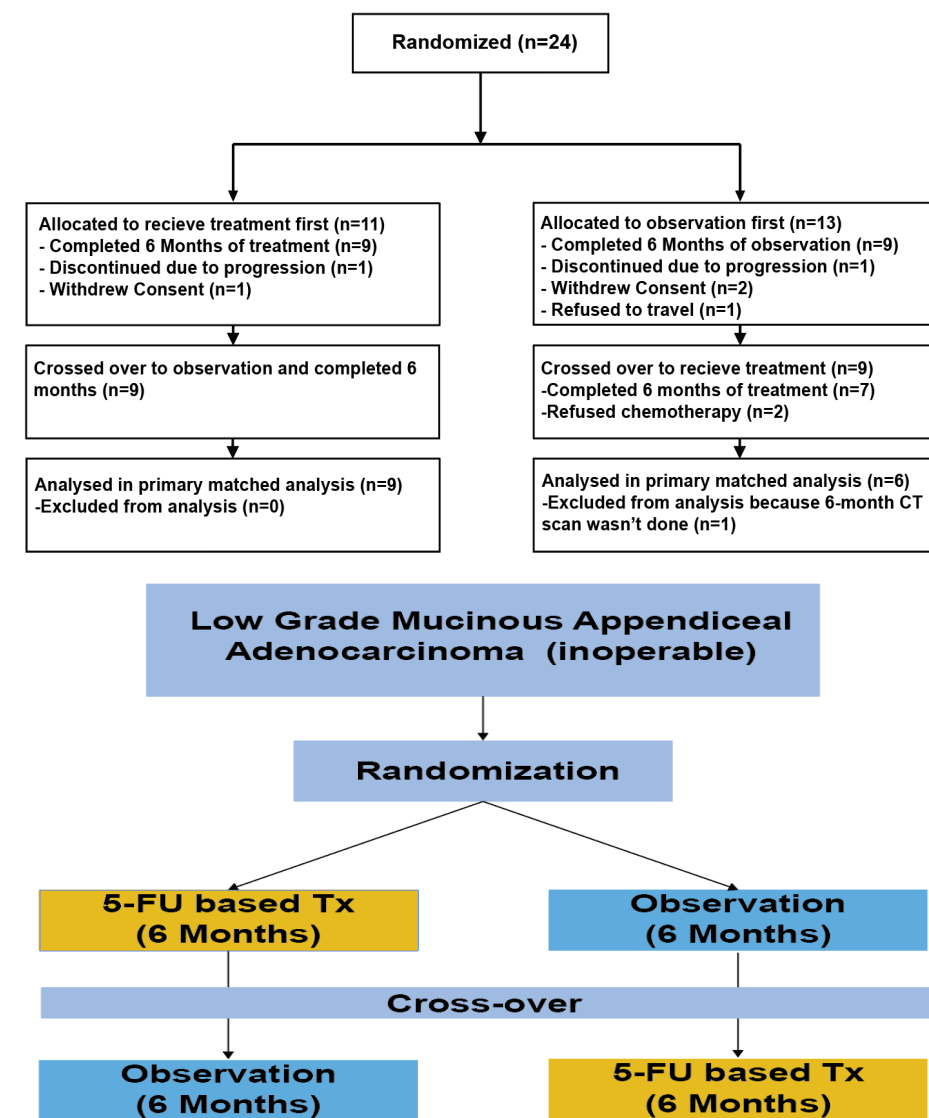 Randomized (n=24)
Allocated to recieve treatment first (n=11)
- Completed 6 Months of treatment (n=9)
- Discontinued due to progression (n=1)
- Withdrew Consent (n=1)
Allocated to observation first (n=13)
- Completed 6 Months of observation (n=9)
- Discontinued due to progression (n=1)
- Withdrew Consent (n=2)
- Refused to travel (n=1)
Crossed over to observation and completed 6
months (n=9)
Crossed over to recieve treatment (n=9)
-Completed 6 months of treatment (n=7)
-Refused chemotherapy (n=2)
Analysed in primary matched analysis (n=9)
-Excluded from analysis (n=0)
Analysed in primary matched analysis (n=6)
-Excluded from analysis because 6-month CT
scan wasn't done (n=1)
Low Grade Mucinous Appendiceal
Adenocarcinoma (inoperable)
Randomization
5-FU based Tx
(6 Months)
Observation
(6 Months)
Cross-over
Observation
(6 Months)
5-FU based Tx
(6 Months)